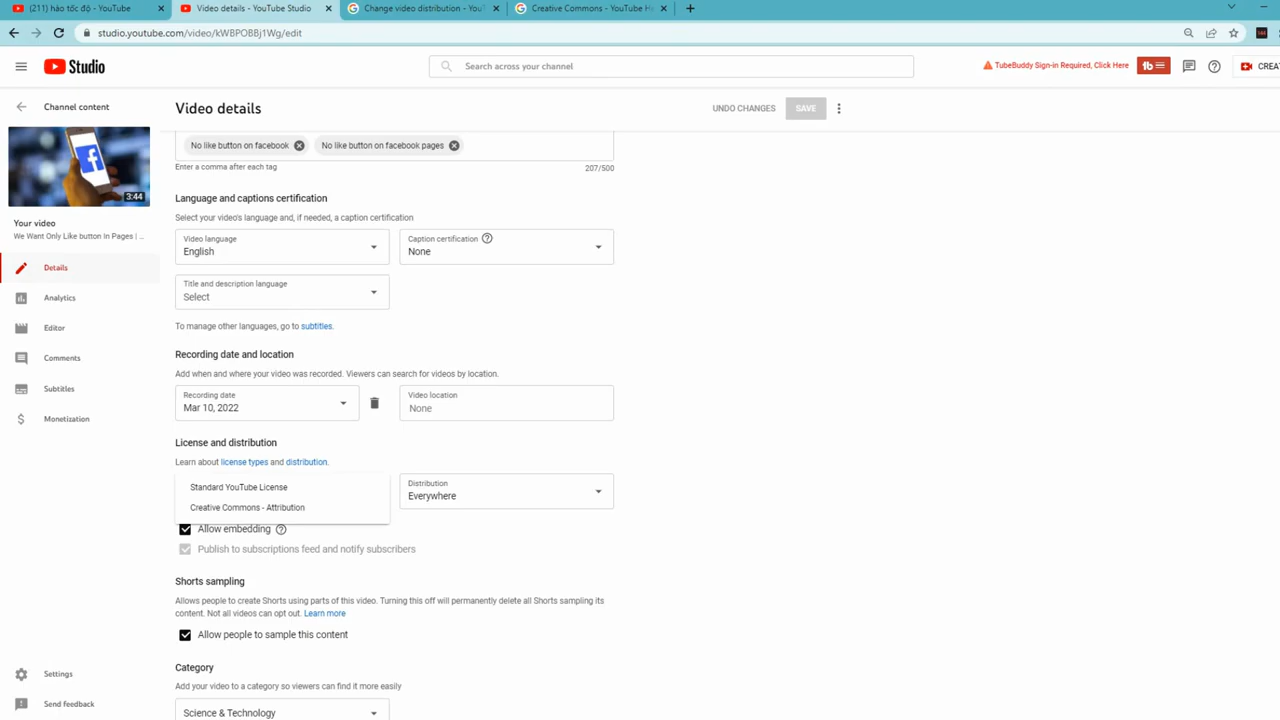 (211) hảo tốc độ - YouTube
Video details - YouTube Studio
Change video distribution - YouT
Creative Commons - YouTube He
studio.youtube.com/video/kWBPOBBj1Wg/edit
Studio
Search across your channel
TubeBuddy Sign-in Required, Click Here
CREA
Channel content
Video details
UNDO CHANGES
SAVE
3:44
Your video
We Want Only Like button In Pages | ...
Details
Analytics
Editor
Comments
Subtitles
Monetization
Settings
Send feedback
No like button on facebook
No like button on facebook pages
Enter a comma after each tag
207/500
Language and captions certification
Select your video's language and, if needed, a caption certification
Video language
English
Caption certification
None
Title and description language
Select
To manage other languages, go to subtitles.
Recording date and location
Add when and where your video was recorded. Viewers can search for videos by location.
Recording date
Mar 10, 2022
Video location
None
License and distribution
Learn about license types and distribution.
Standard YouTube License
Creative Commons - Attribution
Distribution
Everywhere
Allow embedding
Publish to subscriptions feed and notify subscribers
Shorts sampling
Allows people to create Shorts using parts of this video. Turning this off will permanently delete all Shorts sampling its
content. Not all videos can opt out. Learn more
Allow people to sample this content
Category
Add your video to a category so viewers can find it more easily
Science & Technology